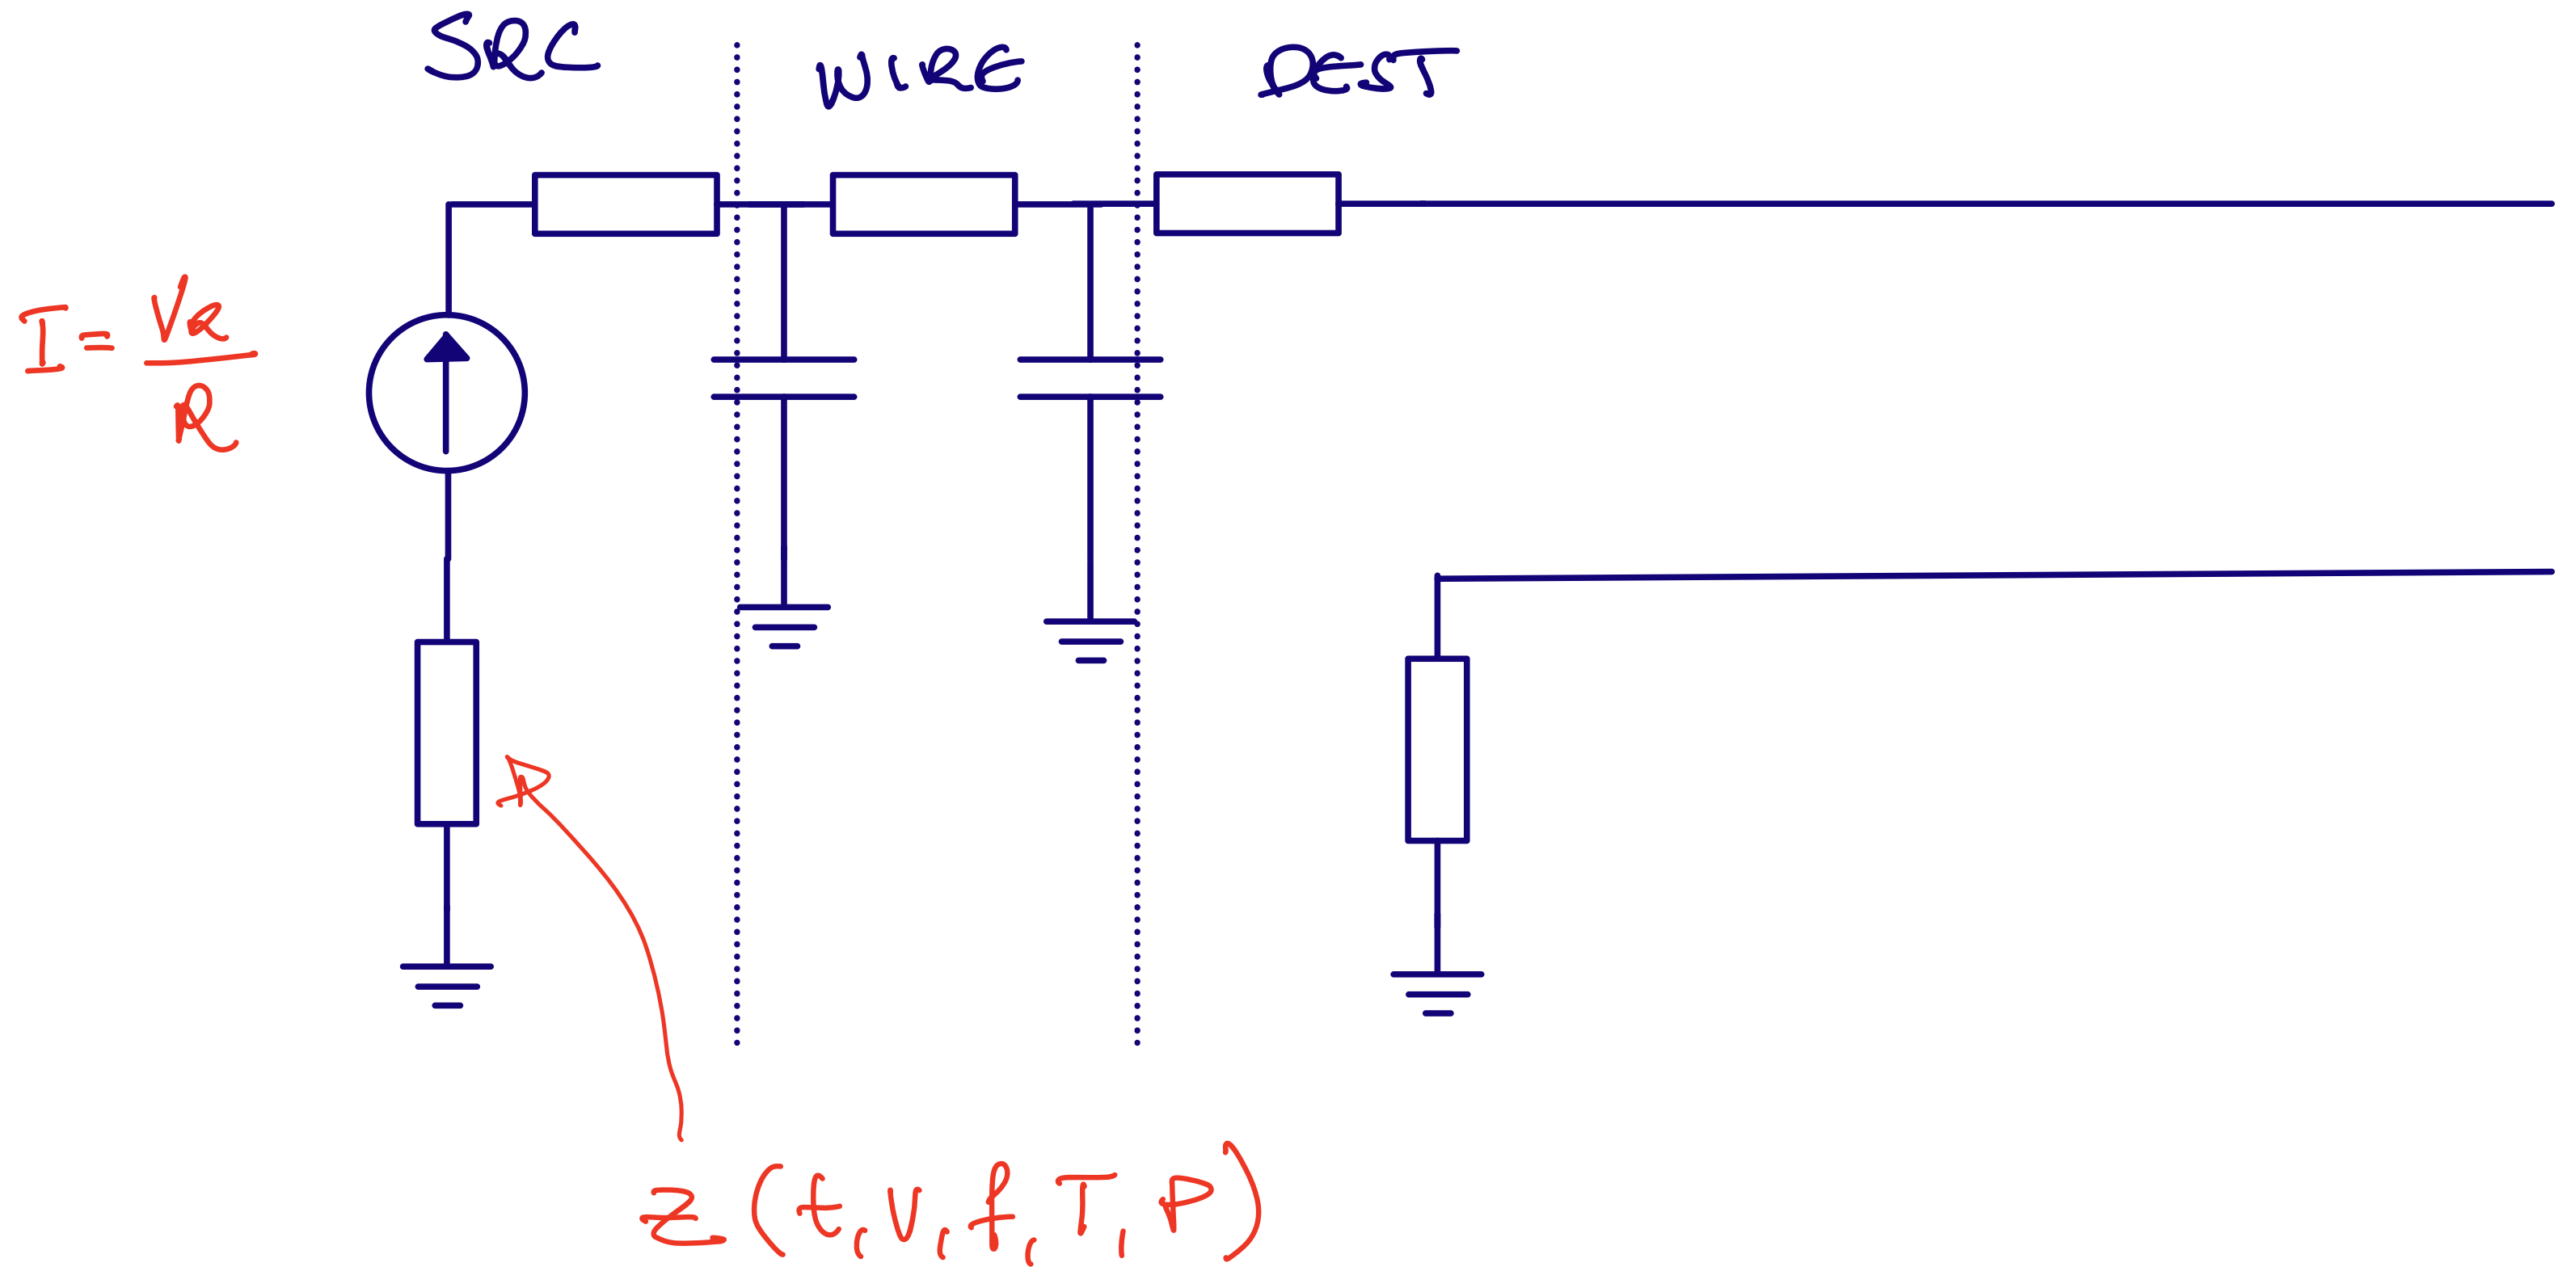 SRC WIRE DEST
I = VR / R
Z (t, V, f, T, P)